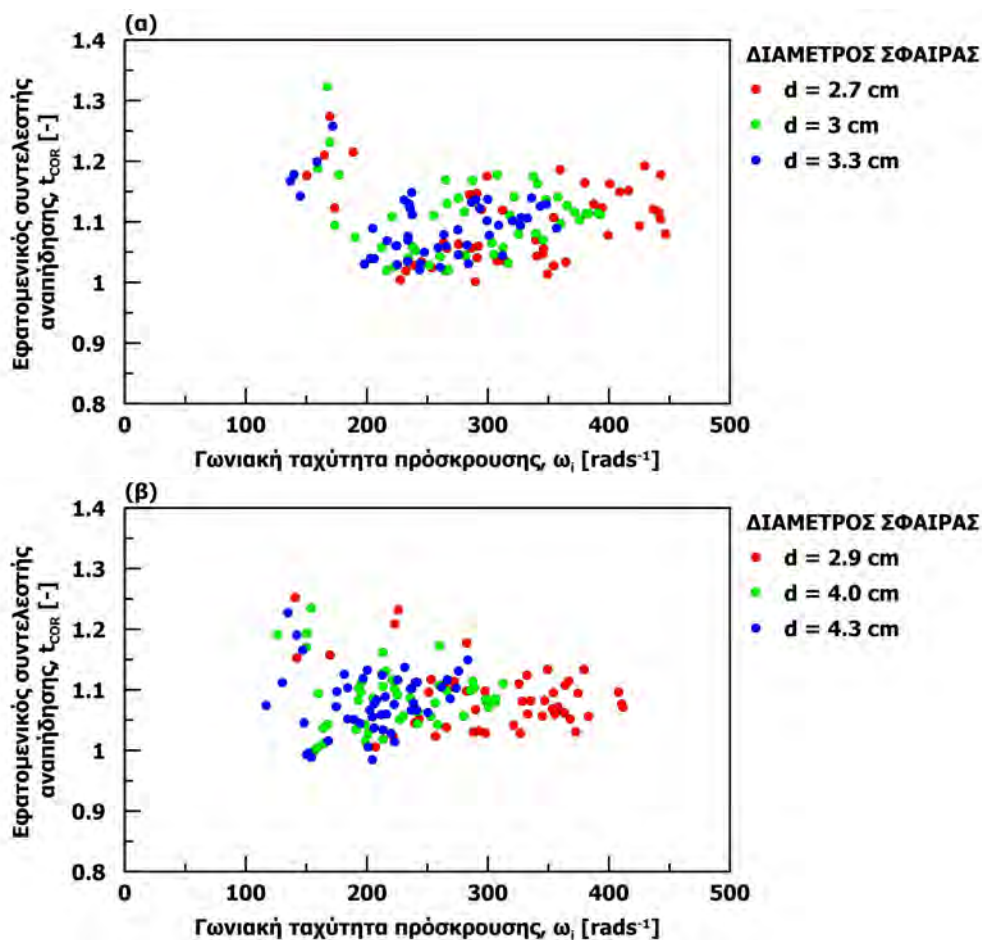 (α)
1.4
1.3
1.2
1.1
1
0.9
0.8
Εφαπομενικός συντελεστής
αναπήδησης, tCOR [-]
0 100 200 300 400 500
Γωνιακή ταχύτητα πρόσκρουσης, ωi [rads-1]
ΔΙΑΜΕΤΡΟΣ ΣΦΑΙΡΑΣ
d = 2.7 cm
d = 3 cm
d = 3.3 cm
(β)
1.4
1.3
1.2
1.1
1
0.9
0.8
Εφαπομενικός συντελεστής
αναπήδησης, tCOR [-]
0 100 200 300 400 500
Γωνιακή ταχύτητα πρόσκρουσης, ωi [rads-1]
ΔΙΑΜΕΤΡΟΣ ΣΦΑΙΡΑΣ
d = 2.9 cm
d = 4.0 cm
d = 4.3 cm